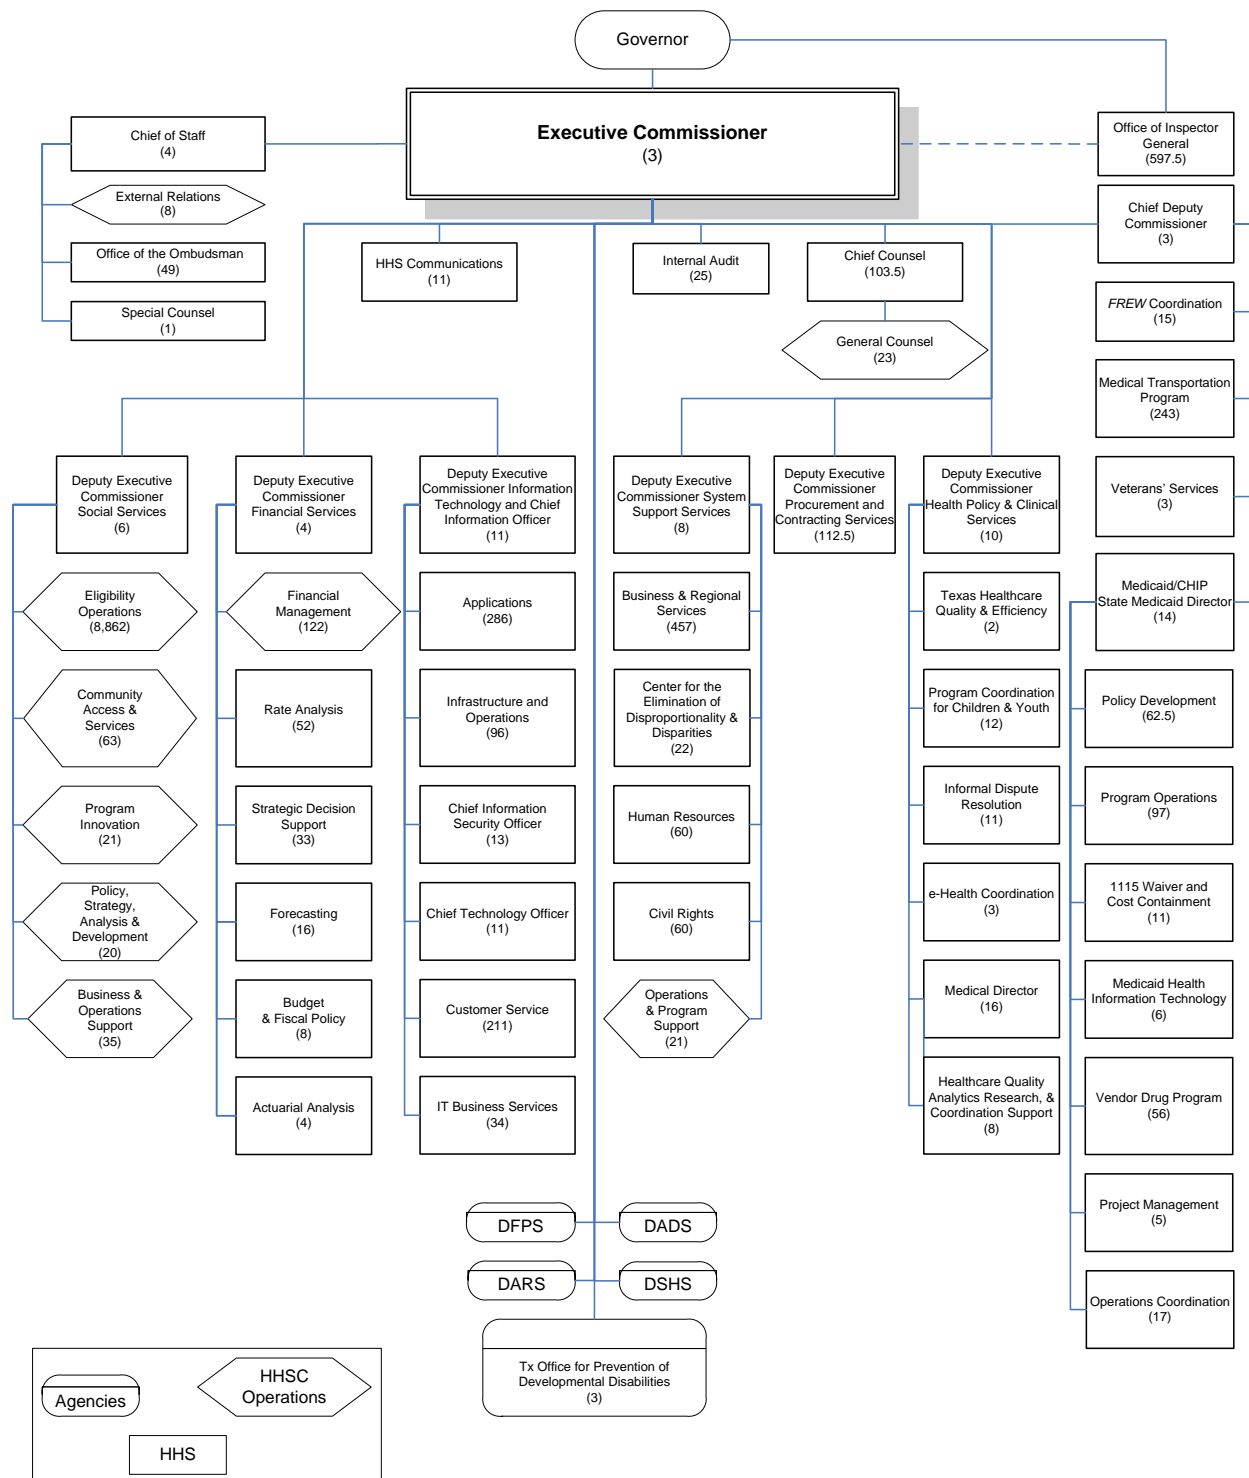 Governor
Executive Commissioner
(3)
Chief of Staff
(4)
External Relations
(8)
Office of the Ombudsman
(49)
Special Counsel
(1)
Office of Inspector
General
(597.5)
Chief Deputy
Commissioner
(3)
FREW Coordination
(15)
Medical Transportation
Program
(243)
Veterans' Services
(3)
HHS Communications
(11)
Internal Audit
(25)
Chief Counsel
(103.5)
General Counsel
(23)
Deputy Executive
Commissioner
Social Services
(6)
Eligibility
Operations
(8,862)
Community
Access &
Services
(63)
Program
Innovation
(21)
Policy,
Strategy,
Analysis &
Development
(20)
Business &
Operations
Support
(35)
Deputy Executive
Commissioner
Financial Services
(4)
Financial
Management
(122)
Rate Analysis
(52)
Strategic Decision
Support
(33)
Forecasting
(16)
Budget
& Fiscal Policy
(8)
Actuarial Analysis
(4)
Deputy Executive
Commissioner Information
Technology and Chief
Information Officer
(11)
Applications
(286)
Infrastructure and
Operations
(96)
Chief Information
Security Officer
(13)
Chief Technology Officer
(11)
Customer Service
(211)
IT Business Services
(34)
Deputy Executive
Commissioner System
Support Services
(8)
Business & Regional
Services
(457)
Center for the
Elimination of
Disproportionality &
Disparities
(22)
Human Resources
(60)
Civil Rights
(60)
Operations
& Program
Support
(21)
Deputy Executive
Commissioner
Procurement and
Contracting Services
(112.5)
Deputy Executive
Commissioner
Health Policy & Clinical
Services
(10)
Texas Healthcare
Quality & Efficiency
(2)
Program Coordination
for Children & Youth
(12)
Informal Dispute
Resolution
(11)
e-Health Coordination
(3)
Medical Director
(16)
Healthcare Quality
Analytics Research, &
Coordination Support
(8)
Medicaid/CHIP
State Medicaid Director
(14)
Policy Development
(62.5)
Program Operations
(97)
1115 Waiver and
Cost Containment
(11)
Medicaid Health
Information Technology
(6)
Vendor Drug Program
(56)
Project Management
(5)
Operations Coordination
(17)
DFPS
DADS
DARS
DSHS
Tx Office for Prevention of
Developmental Disabilities
(3)
Agencies
HHSC
Operations
HHS